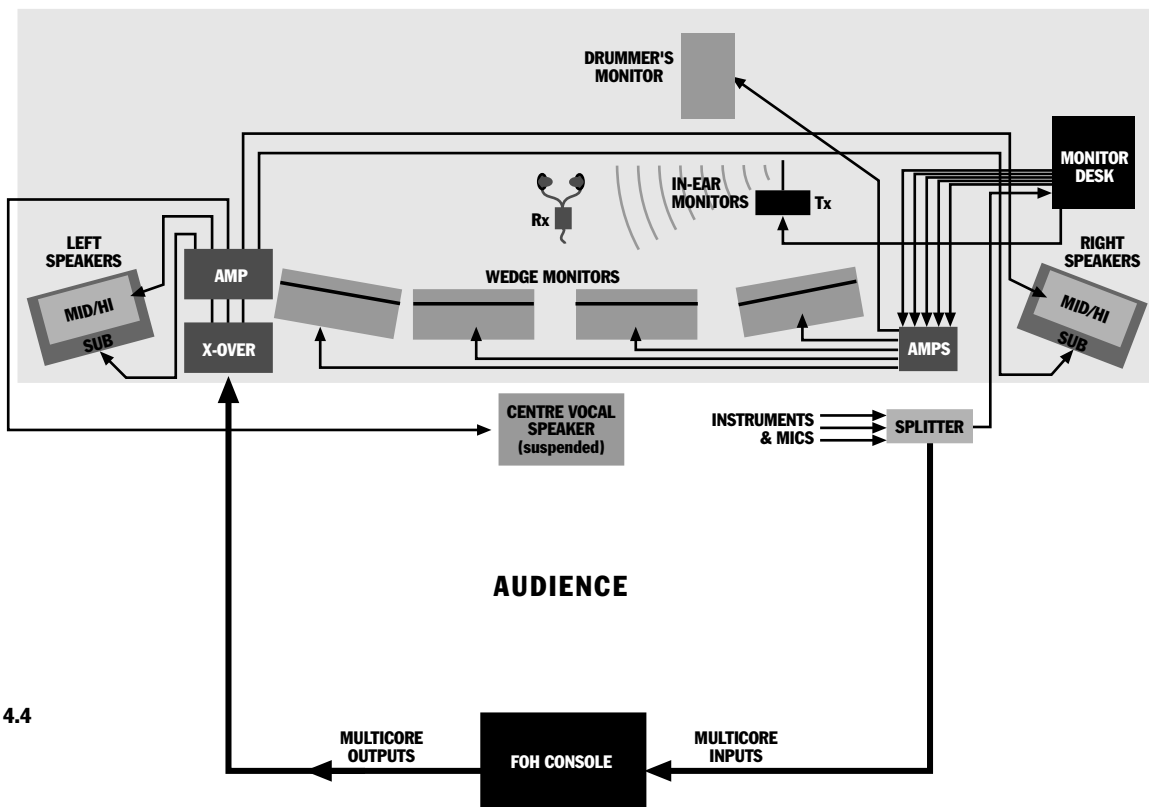 DRUMMER'S
MONITOR
MONITOR
DESK
IN-EAR
MONITORS
Tx
Rx
LEFT
SPEAKERS
RIGHT
SPEAKERS
AMP
WEDGE MONITORS
MID/HI
SUB
MID/HI
SUB
X-OVER
AMPS
CENTRE VOCAL
SPEAKER
(suspended)
INSTRUMENTS
& MICS
SPLITTER
AUDIENCE
4.4
MULTICORE
OUTPUTS
FOH CONSOLE
MULTICORE
INPUTS